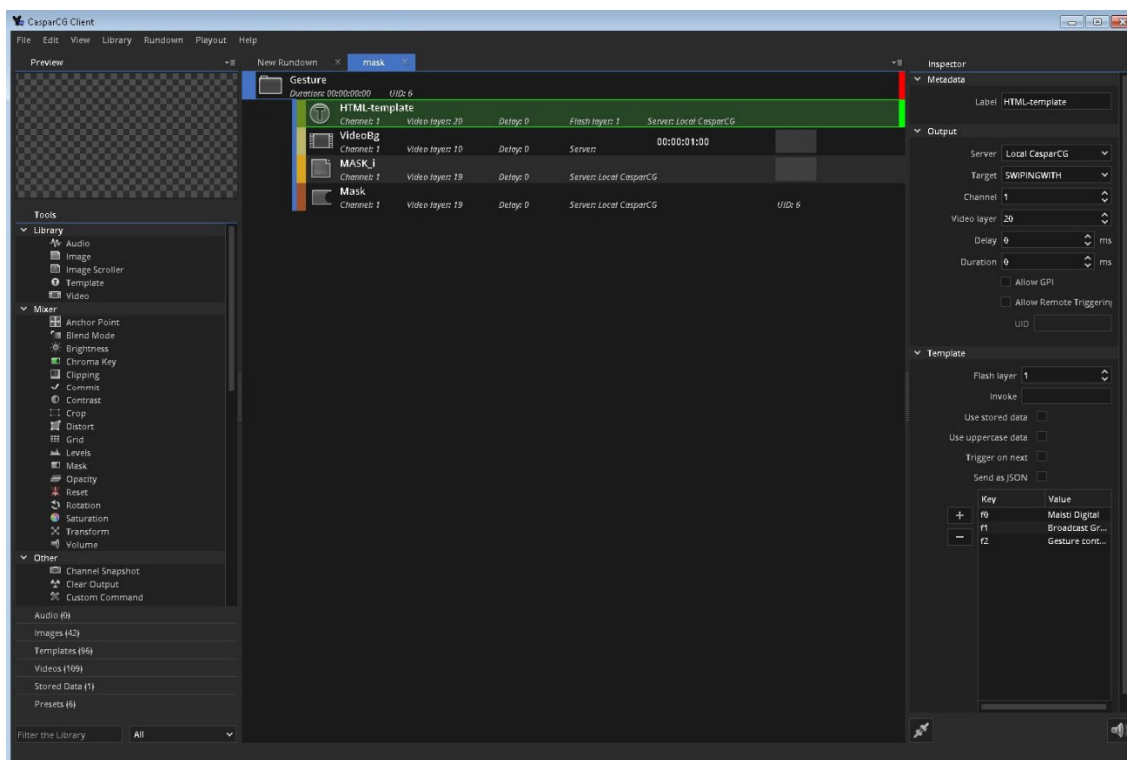 CasparCG Client
File Edit View Library Rundown Playout Help
Preview
New Rundown mask
Gesture
Duration: 00:00:00:00 UID: 6
HTML-template
Channel: 1 Video layer: 20 Delay: 0 Flash layer: 1 Server: Local CasparCG
VideoBg
Channel: 1 Video layer: 10 Delay: 0 Server: 00:00:01:00
MASK_i
Channel: 1 Video layer: 19 Delay: 0 Server: Local CasparCG
Mask
Channel: 1 Video layer: 19 Delay: 0 Server: Local CasparCG UID: 6
Tools
Library
Audio
Image
Image Scroller
Template
Video
Mixer
Anchor Point
Blend Mode
Brightness
Chroma Key
Clipping
Commit
Contrast
Crop
Distort
Grid
Levels
Mask
Opacity
Reset
Rotation
Saturation
Transform
Volume
Other
Channel Snapshot
Clear Output
Custom Command
Audio (0)
Images (42)
Templates (96)
Videos (109)
Stored Data (1)
Presets (6)
Filter the Library All
Inspector
Metadata
Label HTML-template
Output
Server Local CasparCG
Target SWIPINGWITH
Channel 1
Video layer 20
Delay 0 ms
Duration 0 ms
Allow GPI
Allow Remote Triggering
UID
Template
Flash layer 1
Invoke
Use stored data
Use uppercase data
Trigger on next
Send as JSON
Key Value
f0 Maisti Digital
f1 Broadcast Gr...
f2 Gesture cont...